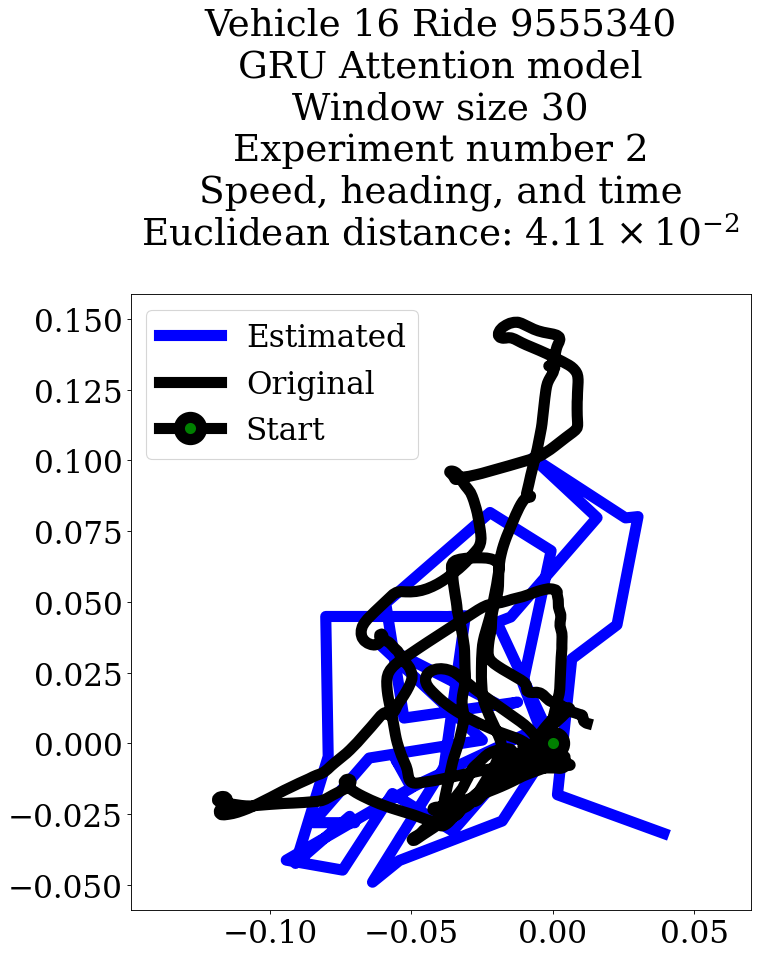 Vehicle 16 Ride 9555340
GRU Attention model
Window size 30
Experiment number 2
Speed, heading, and time
Euclidean distance: 4.11 × 10⁻²
Estimated
Original
Start
0.150
0.125
0.100
0.075
0.050
0.025
0.000
−0.025
−0.050
−0.10 −0.05 0.00 0.05